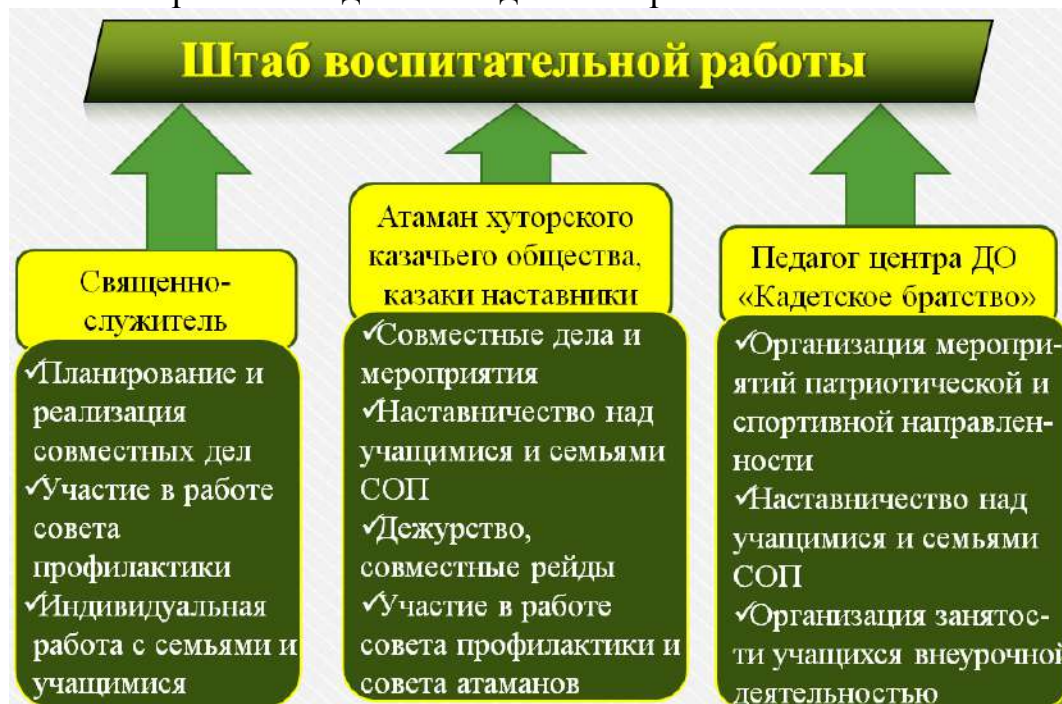 Штаб воспитательной работы
Священно-
служитель
✓Планирование и
реализация
совместных дел
✓Участие в работе
совета
профилактики
✓Индивидуальная
работа с семьями и
учащимися
Атаман хуторского
казачьего общества,
казаки наставники
✓Совместные дела и
мероприятия
✓Наставничество над
учащимися и семьями
СОП
✓Дежурство,
совместные рейды
✓Участие в работе
совета профилактики и
совета атаманов
Педагог центра ДО
«Кадетское братство»
✓Организация меропри-
ятий патриотической и
спортивной направлен-
ности
✓Наставничество над
учащимися и семьями
СОП
✓Организация занятос-
ти учащихся внеурочной
деятельностью